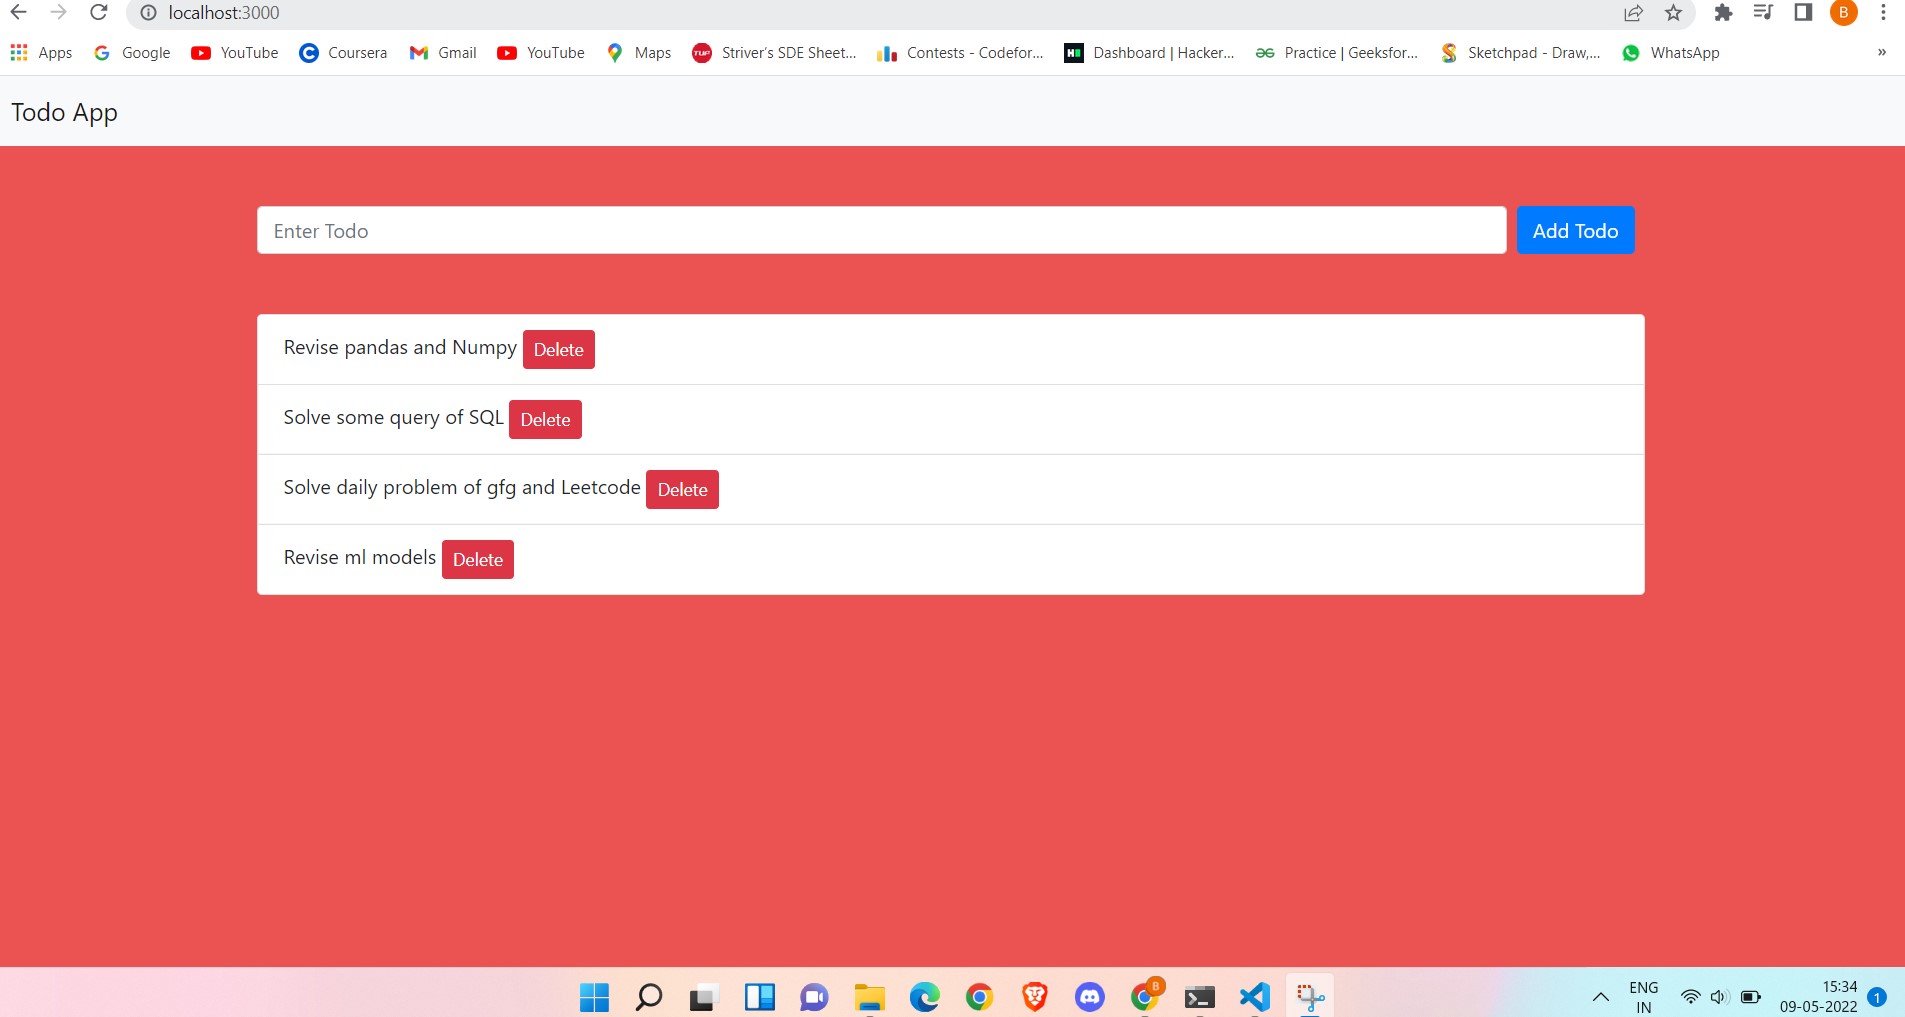 localhost:3000
B
Apps Google YouTube Coursera Gmail YouTube Maps TUF Striver's SDE Sheet... Contests - Codefor... H Dashboard | Hacker... Practice | Geeksfor... Sketchpad - Draw,... WhatsApp »
Todo App
Enter Todo Add Todo
Revise pandas and Numpy Delete
Solve some query of SQL Delete
Solve daily problem of gfg and Leetcode Delete
Revise ml models Delete
B
ENG
IN
15:34
09-05-2022
1